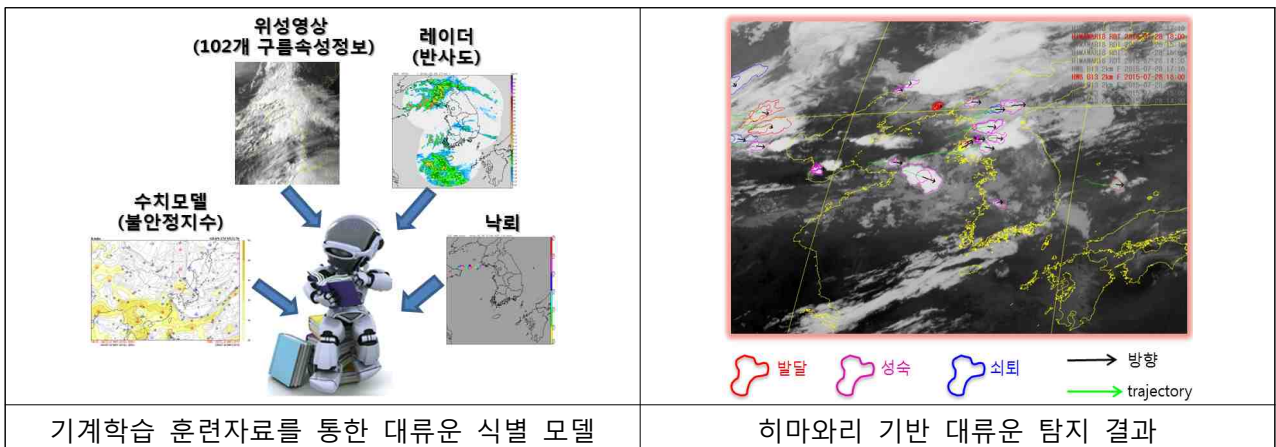 위성영상
(102개 구름속성정보)
레이더
(반사도)
수치모델
(불안정지수)
낙뢰
기계학습 훈련자료를 통한 대류운 식별 모델
발달
성숙
쇠퇴
방향
trajectory
히마와리 기반 대류운 탐지 결과